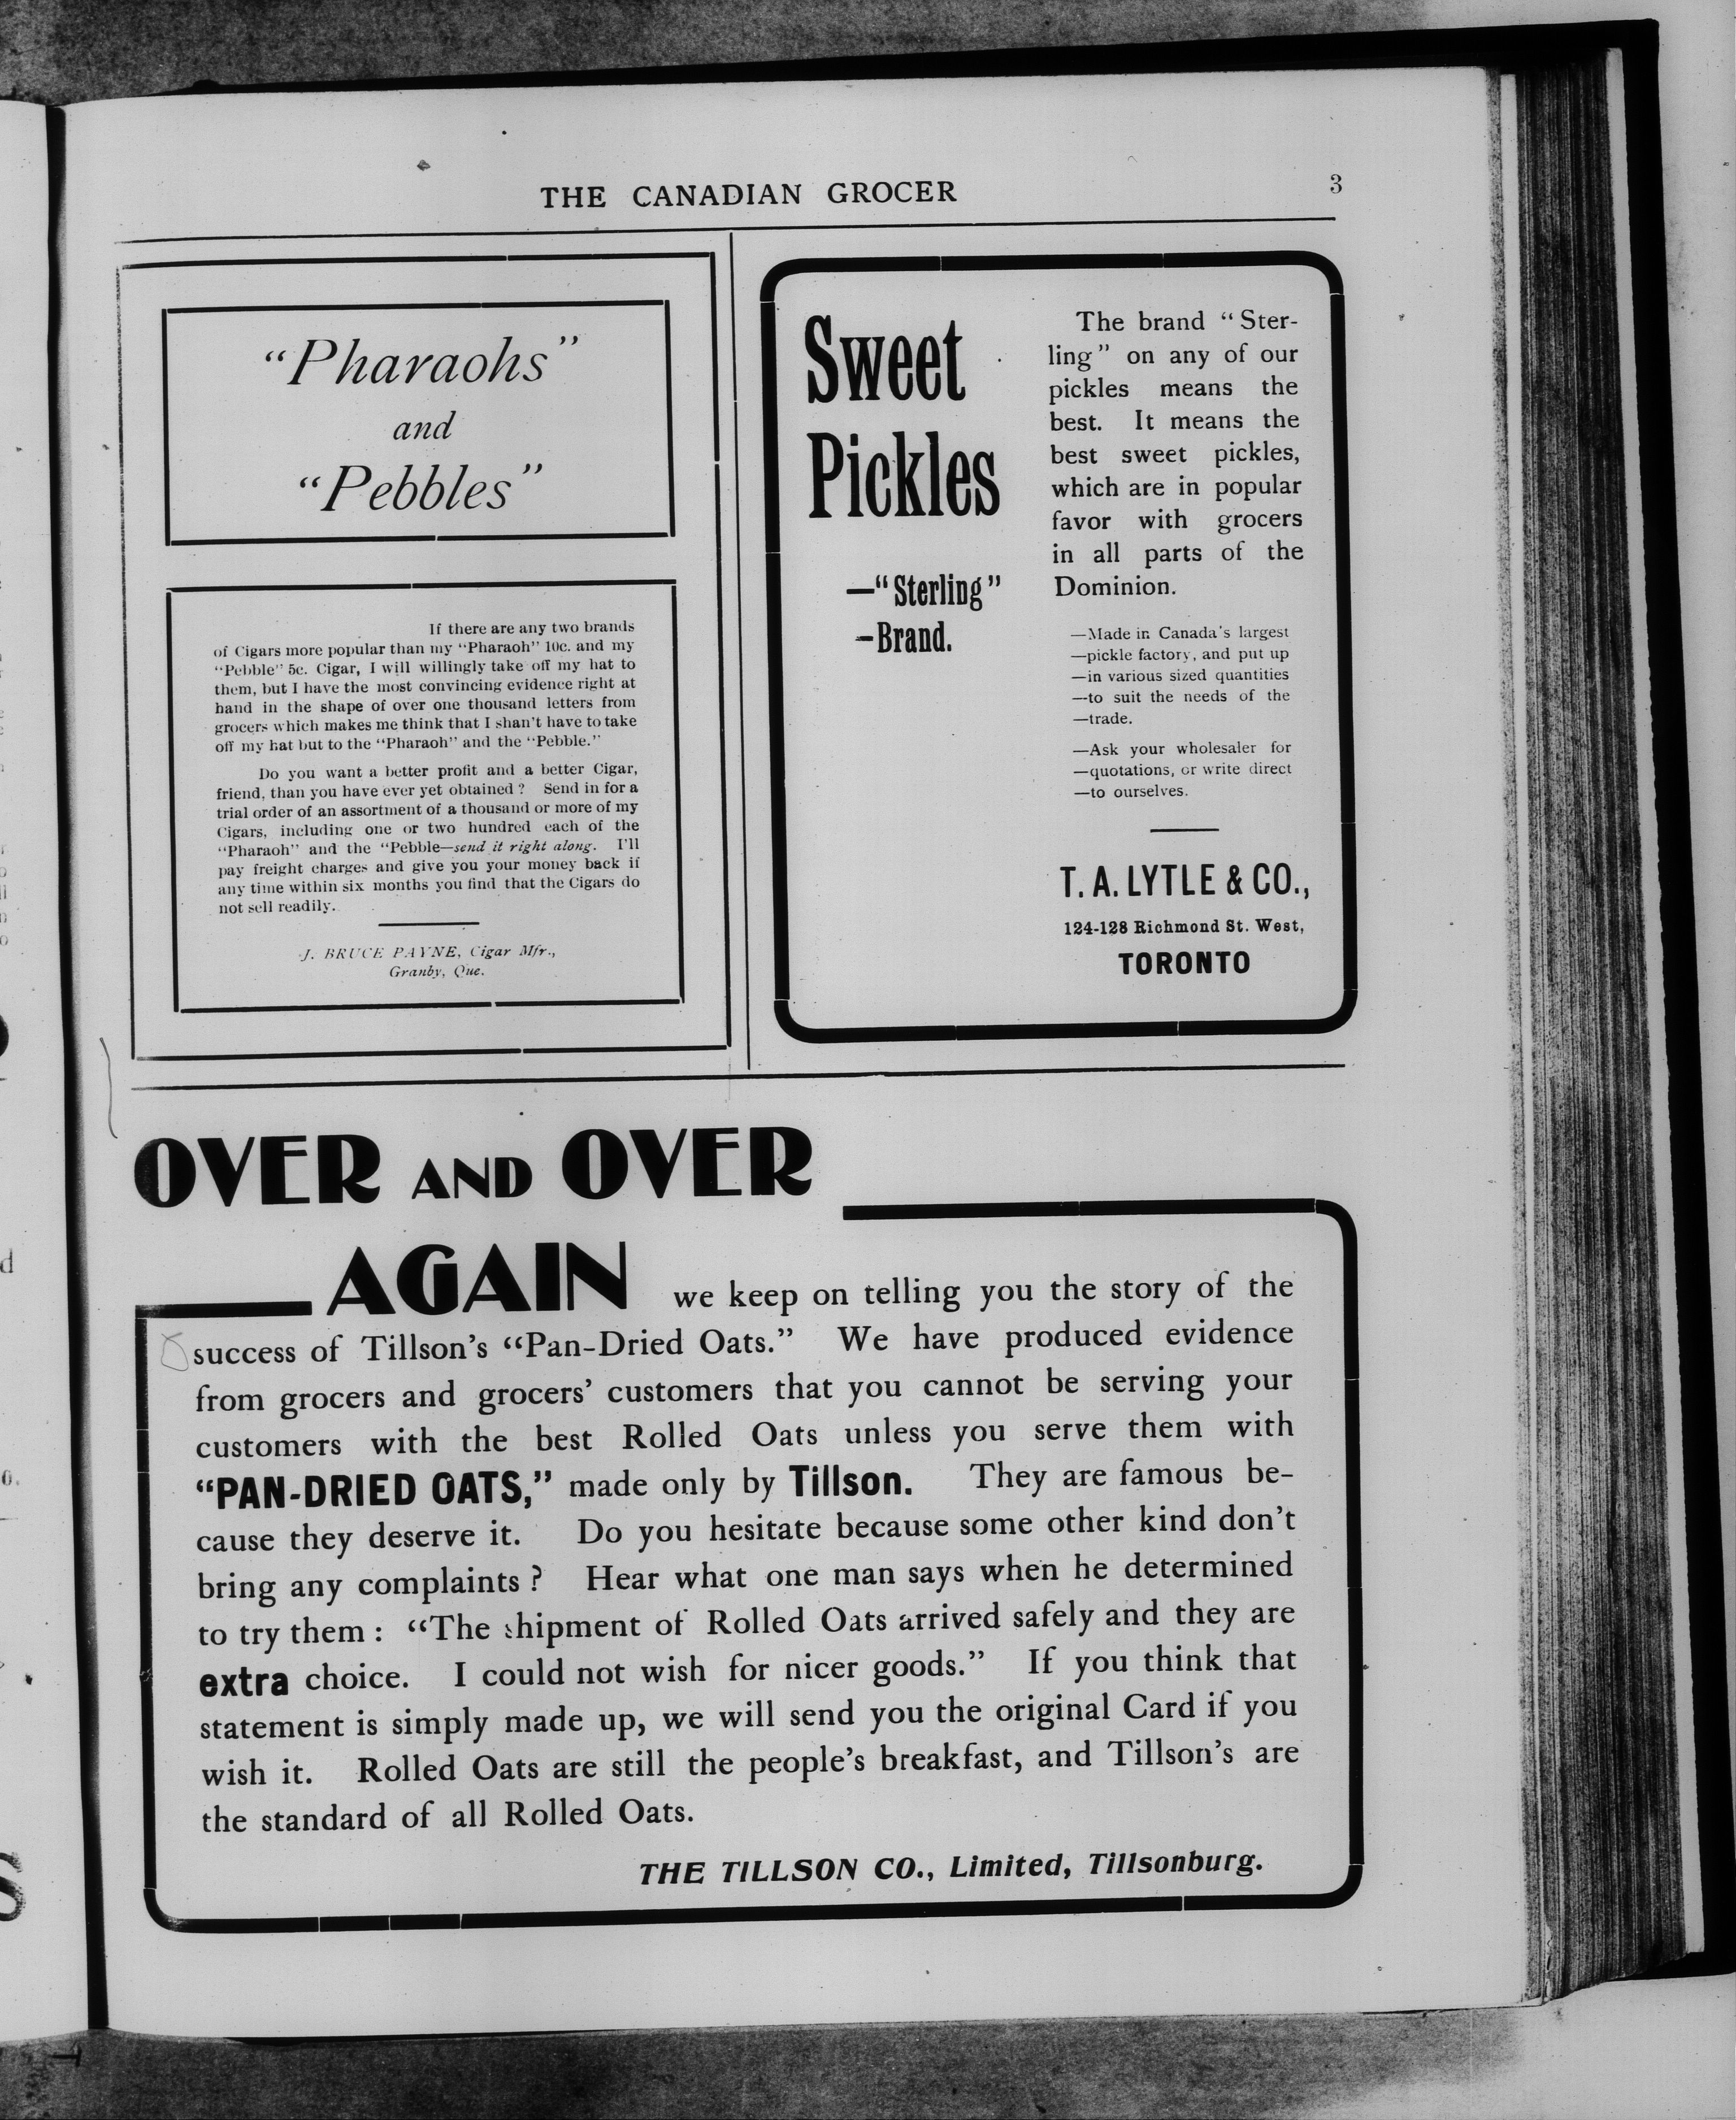 THE CANADIAN GROCER
3
“Pharaohs”
and
“Pebbles”
If there are any two brands
of Cigars more popular than my “Pharaoh” 10c. and my
“Pebble” 5c. Cigar, I will willingly take off my hat to
them, but I have the most convincing evidence right at
hand in the shape of over one thousand letters from
grocers which makes me think that I shan't have to take
off my hat but to the “Pharaoh” and the “Pebble.”
Do you want a better profit and a better Cigar,
friend, than you have ever yet obtained? Send in for a
trial order of an assortment of a thousand or more of my
Cigars, including one or two hundred each of the
“Pharaoh” and the “Pebble—send it right along. I'll
pay freight charges and give you your money back if
any time within six months you find that the Cigars do
not sell readily.
J. BRUCE PAYNE, Cigar Mfr.,
Granby, Que.
Sweet
Pickles
—“Sterling”
—Brand.
The brand “Ster-
ling” on any of our
pickles means the
best. It means the
best sweet pickles,
which are in popular
favor with grocers
in all parts of the
Dominion.
—Made in Canada's largest
—pickle factory, and put up
—in various sized quantities
—to suit the needs of the
—trade.
—Ask your wholesaler for
—quotations, or write direct
—to ourselves.
T. A. LYTLE & CO.,
124-128 Richmond St. West,
TORONTO
OVER AND OVER
AGAIN we keep on telling you the story of the
success of Tillson's “Pan-Dried Oats.” We have produced evidence
from grocers and grocers' customers that you cannot be serving your
customers with the best Rolled Oats unless you serve them with
“PAN-DRIED OATS,” made only by Tillson. They are famous be-
cause they deserve it. Do you hesitate because some other kind don't
bring any complaints? Hear what one man says when he determined
to try them: “The shipment of Rolled Oats arrived safely and they are
extra choice. I could not wish for nicer goods.” If you think that
statement is simply made up, we will send you the original Card if you
wish it. Rolled Oats are still the people's breakfast, and Tillson's are
the standard of all Rolled Oats.
THE TILLSON CO., Limited, Tillsonburg.